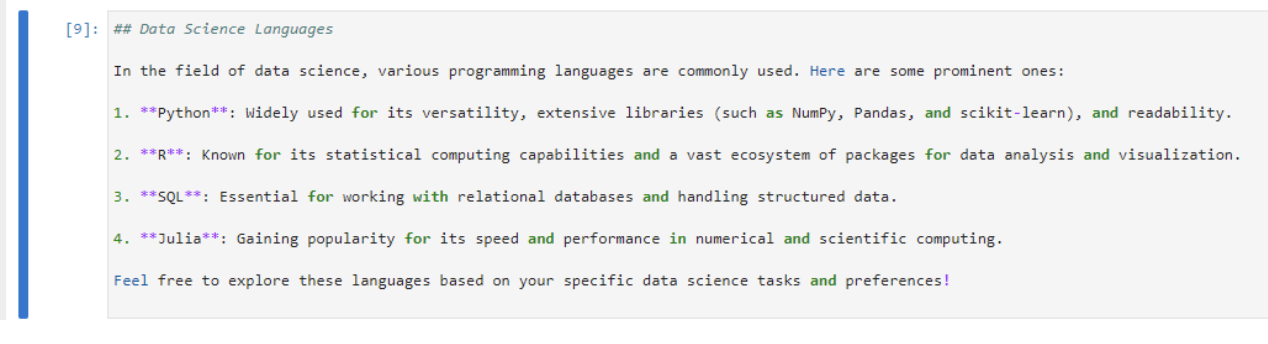 [9]: ## Data Science Languages
In the field of data science, various programming languages are commonly used. Here are some prominent ones:
1. **Python**: Widely used for its versatility, extensive libraries (such as NumPy, Pandas, and scikit-learn), and readability.
2. **R**: Known for its statistical computing capabilities and a vast ecosystem of packages for data analysis and visualization.
3. **SQL**: Essential for working with relational databases and handling structured data.
4. **Julia**: Gaining popularity for its speed and performance in numerical and scientific computing.
Feel free to explore these languages based on your specific data science tasks and preferences!